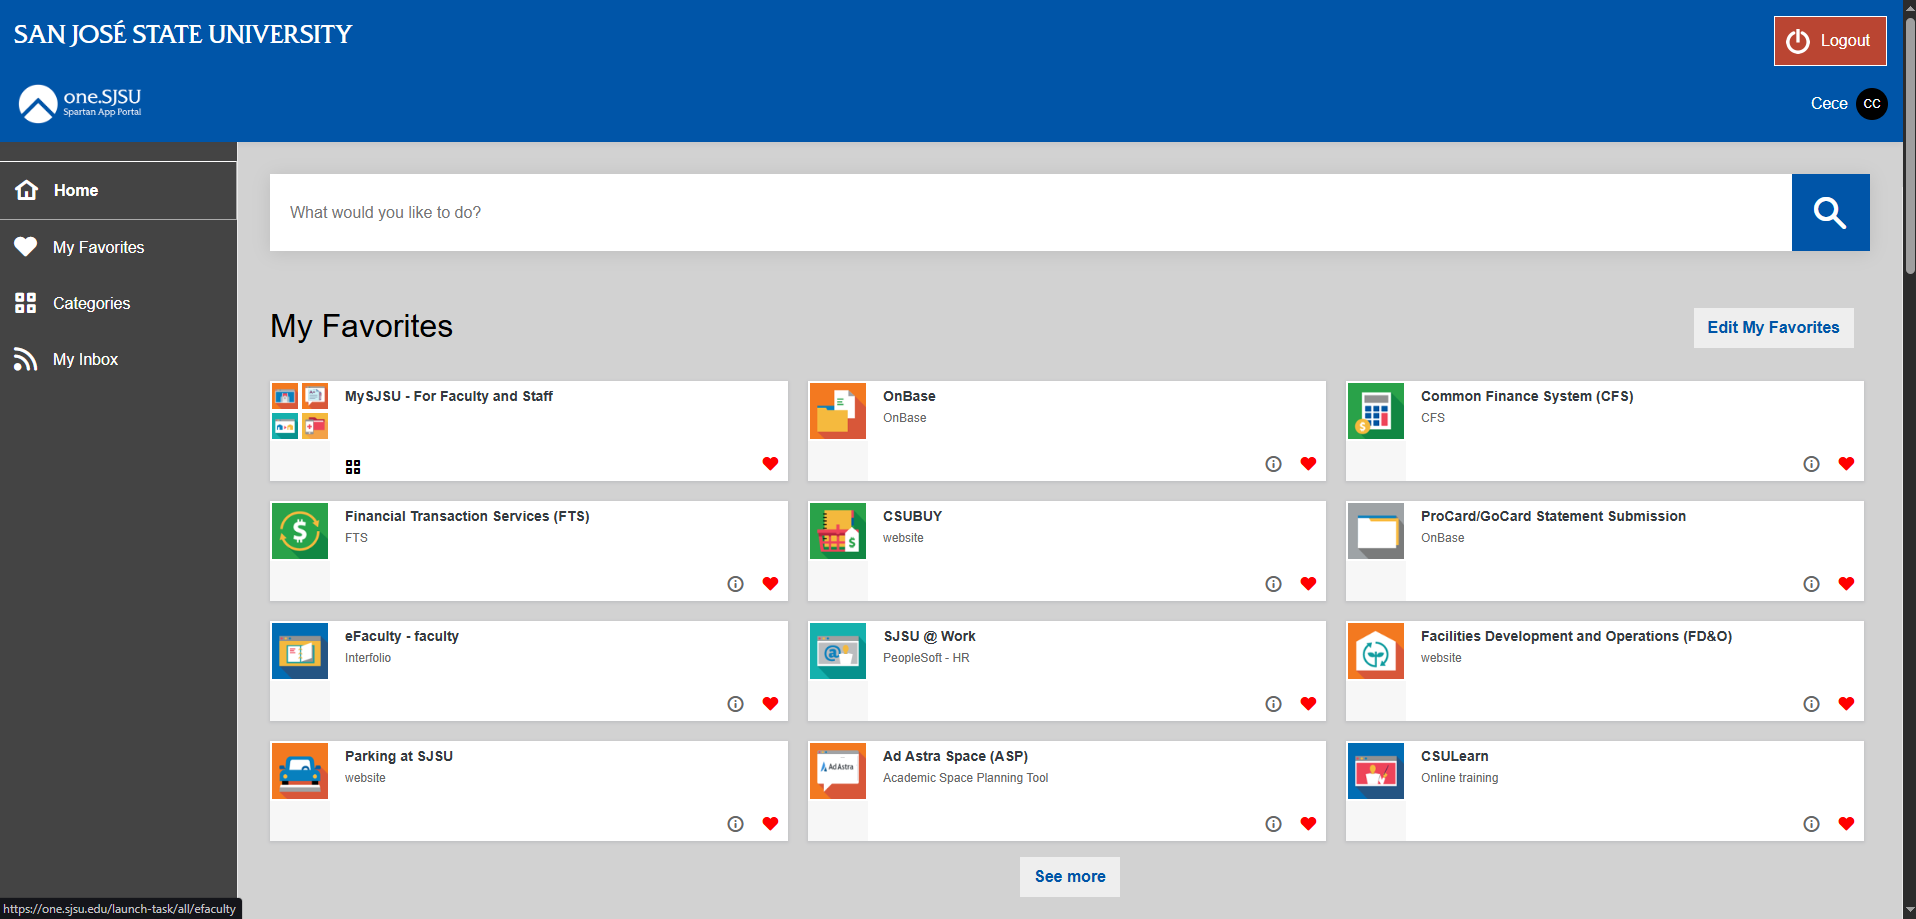 SAN JOSÉ STATE UNIVERSITY
Logout
one.SJSU
Spartan App Portal
Cece
CC
Home
My Favorites
Categories
My Inbox
What would you like to do?
My Favorites
Edit My Favorites
MySJSU - For Faculty and Staff
OnBase
OnBase
Common Finance System (CFS)
CFS
Financial Transaction Services (FTS)
FTS
CSUBUY
website
ProCard/GoCard Statement Submission
OnBase
eFaculty - faculty
Interfolio
SJSU @ Work
PeopleSoft - HR
Facilities Development and Operations (FD&O)
website
Parking at SJSU
website
Ad Astra
Ad Astra Space (ASP)
Academic Space Planning Tool
CSULearn
Online training
See more
https://one.sjsu.edu/launch-task/all/efaculty